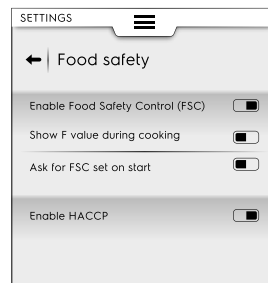 SETTINGS
Food safety
Enable Food Safety Control (FSC)
Show F value during cooking
Ask for FSC set on start
Enable HACCP